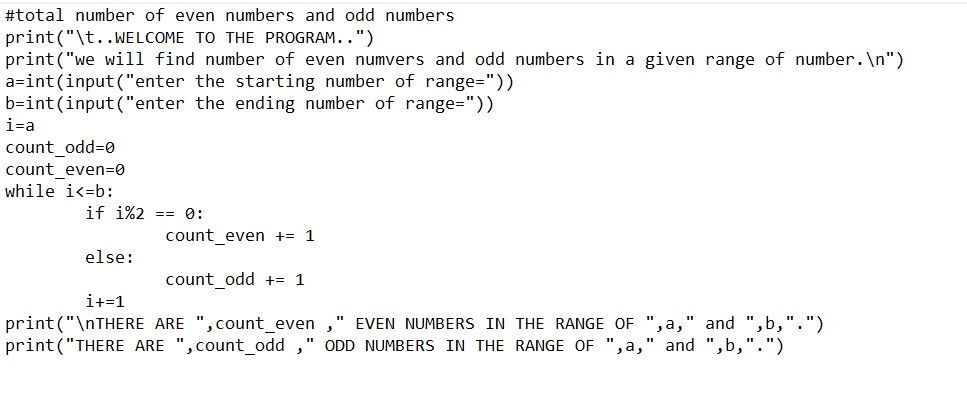 #total number of even numbers and odd numbers
print("\t..WELCOME TO THE PROGRAM..")
print("we will find number of even numvers and odd numbers in a given range of number.\n")
a=int(input("enter the starting number of range="))
b=int(input("enter the ending number of range="))
i=a
count_odd=0
count_even=0
while i<=b:
        if i%2 == 0:
                count_even += 1
        else:
                count_odd += 1
        i+=1
print("\nTHERE ARE ",count_even ," EVEN NUMBERS IN THE RANGE OF ",a," and ",b,".")
print("THERE ARE ",count_odd ," ODD NUMBERS IN THE RANGE OF ",a," and ",b,".")